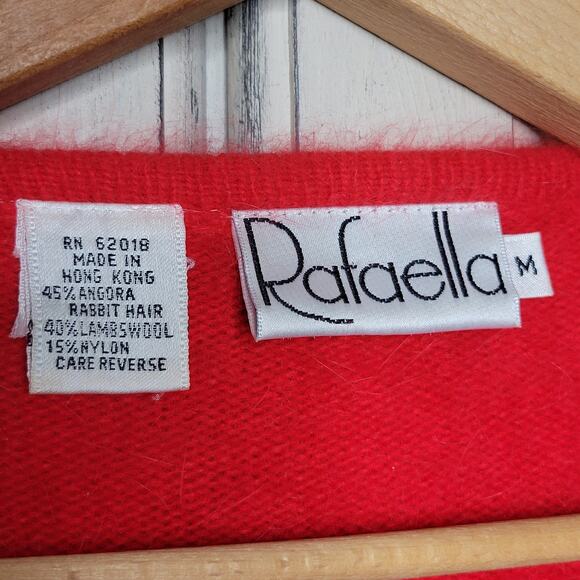 RN 62018
MADE IN
HONG KONG
45% ANGORA
RABBIT HAIR
40% LAMBSWOOL
15% NYLON
CARE REVERSE
Rafaella
M